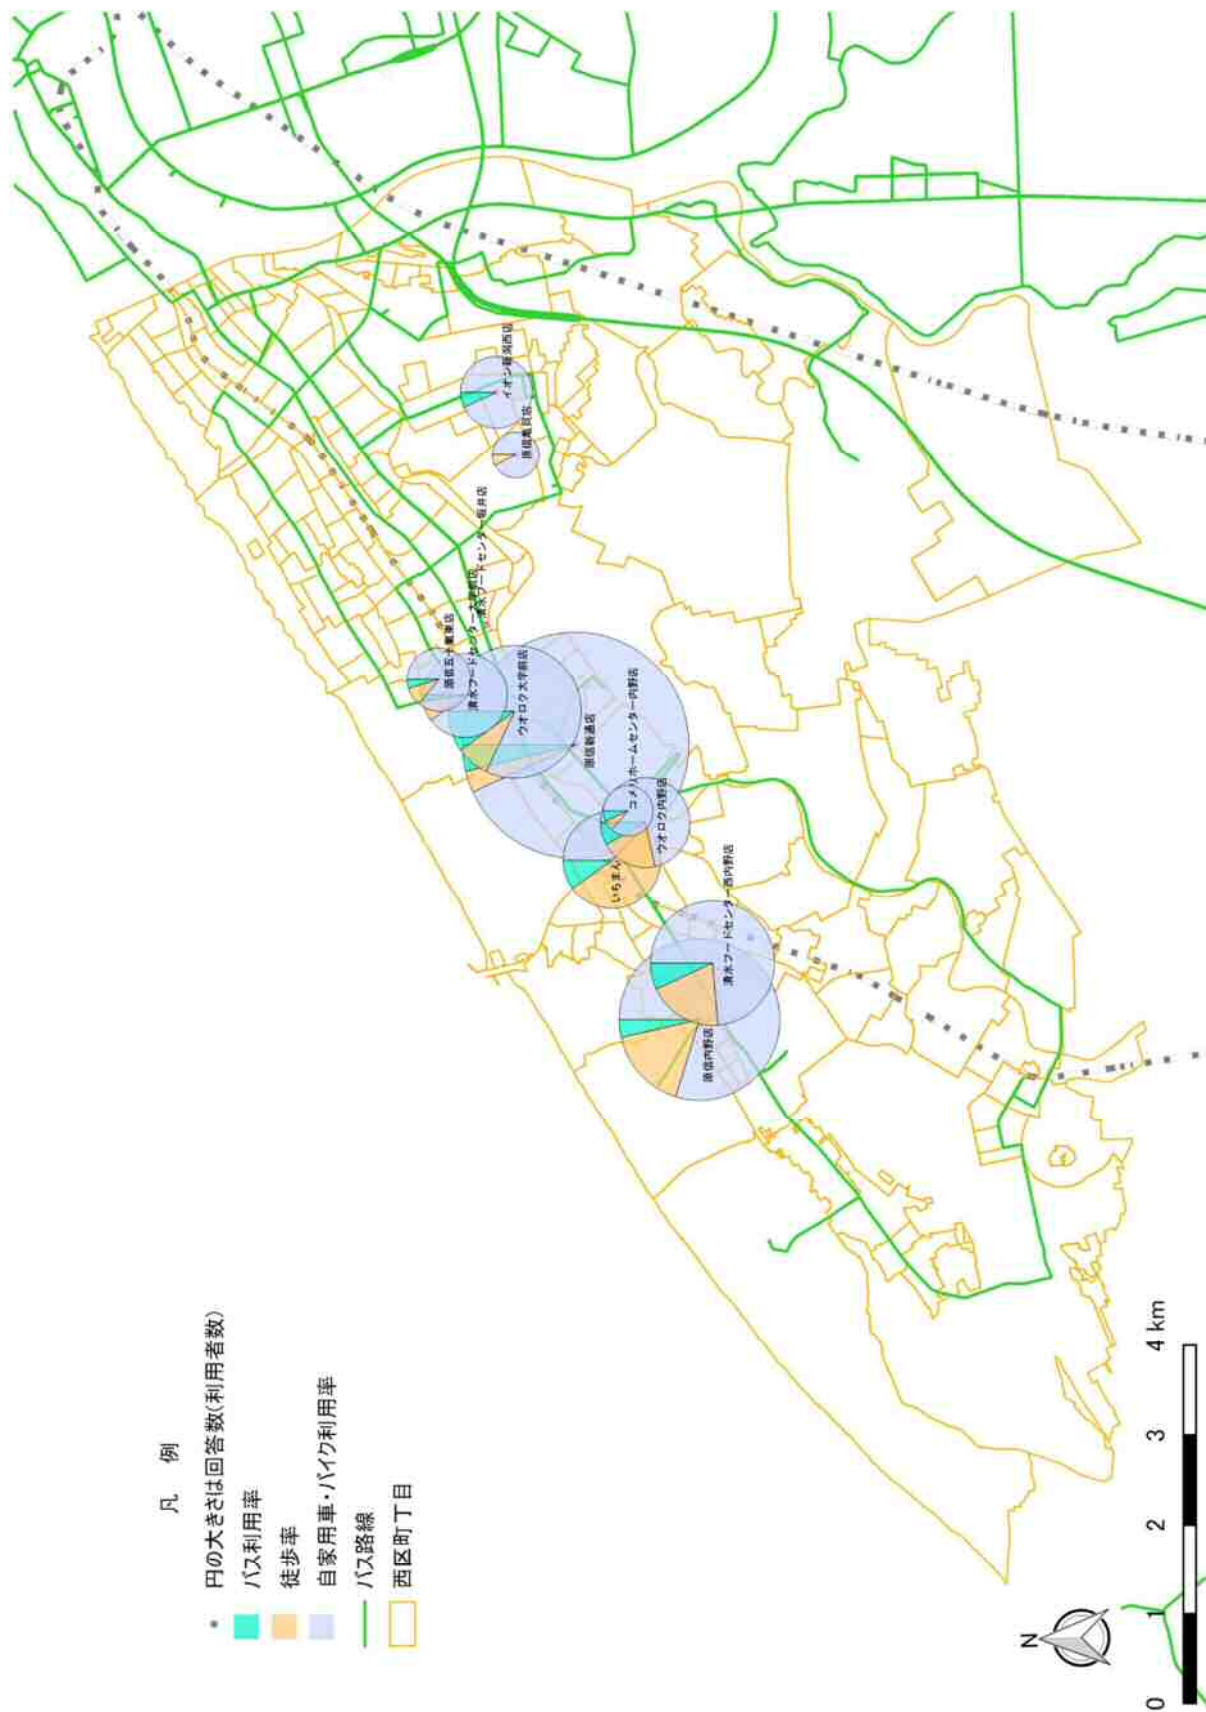 凡 例
円の大きさは回答数(利用者数)
バス利用率
徒歩率
自家用車・バイク利用率
バス路線
西区町丁目
N
0 1 2 3 4 km
原信内野店
清水フードセンター西内野店
いちまん
ウオロク内野店
コメリホームセンター内野店
原信新通店
ウオロク大学前店
清水フードセンター大学前店
原信五十嵐東店
清水フードセンター坂井店
原信亀貝店
イオン新潟西店